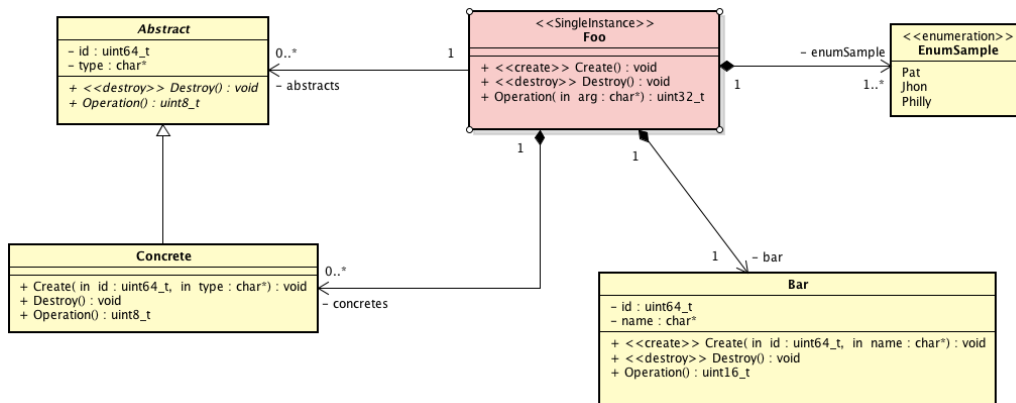 Abstract
- id : uint64_t
- type : char*
+ <<destroy>> Destroy() : void
+ Operation() : uint8_t
0..*
- abstracts
1
<<SingleInstance>>
Foo
+ <<create>> Create() : void
+ <<destroy>> Destroy() : void
+ Operation( in arg : char*) : uint32_t
- enumSample
1
1..*
<<enumeration>>
EnumSample
Pat
Jhon
Philly
1
1
Concrete
+ Create( in id : uint64_t, in type : char*) : void
+ Destroy() : void
+ Operation() : uint8_t
0..*
- concretes
1
- bar
Bar
- id : uint64_t
- name : char*
+ <<create>> Create( in id : uint64_t, in name : char*) : void
+ <<destroy>> Destroy() : void
+ Operation() : uint16_t